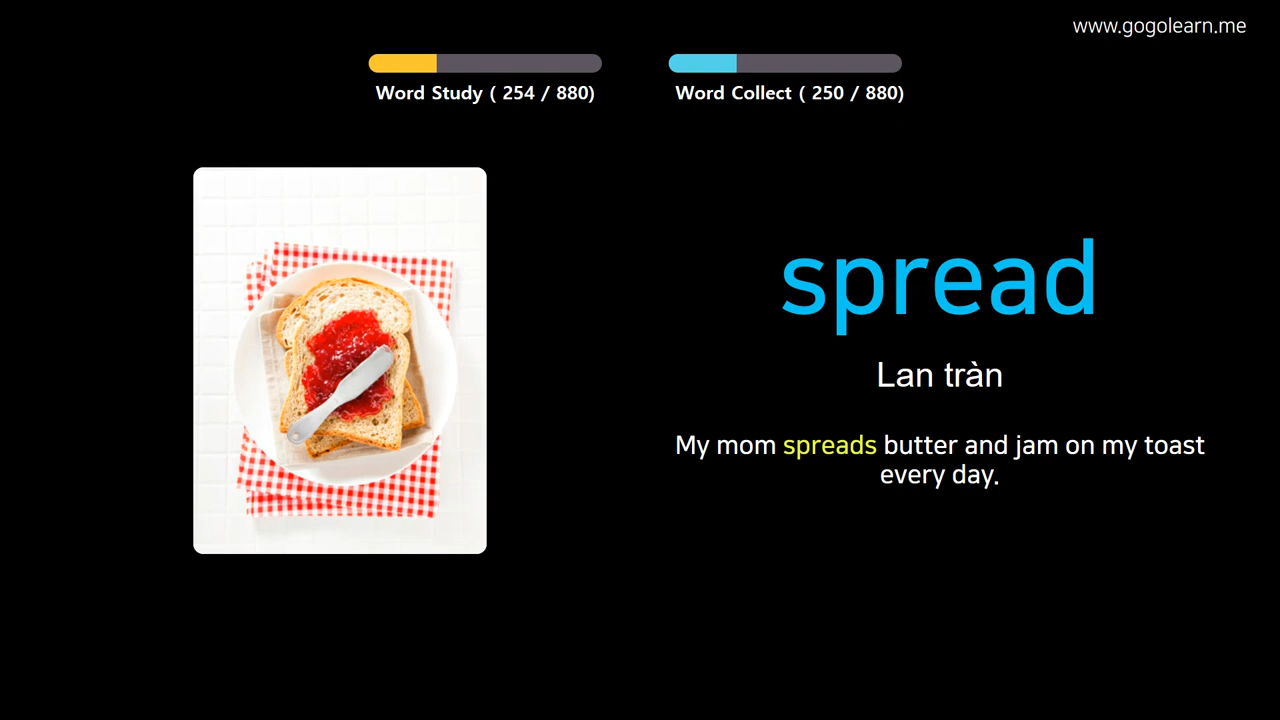 www.gogolearn.me
Word Study ( 254 / 880)
Word Collect ( 250 / 880)
spread
Lan tràn
My mom spreads butter and jam on my toast
every day.